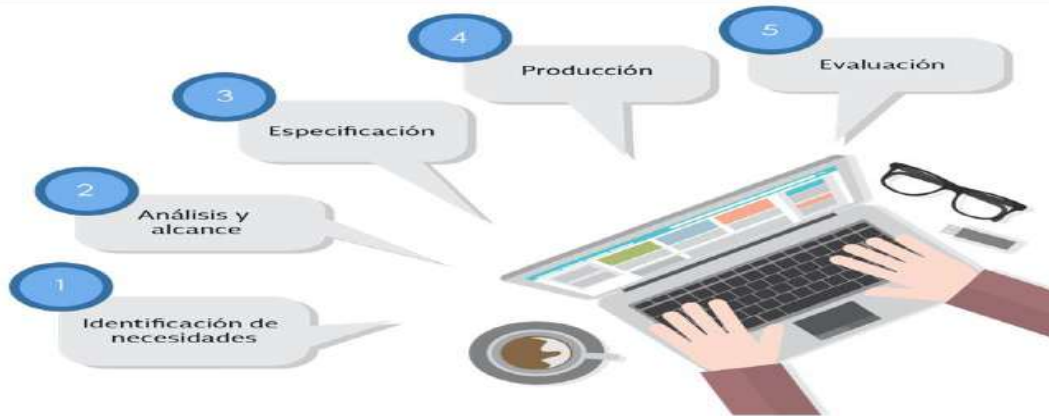 1
Identificación de
necesidades
2
Análisis y
alcance
3
Especificación
4
Producción
5
Evaluación